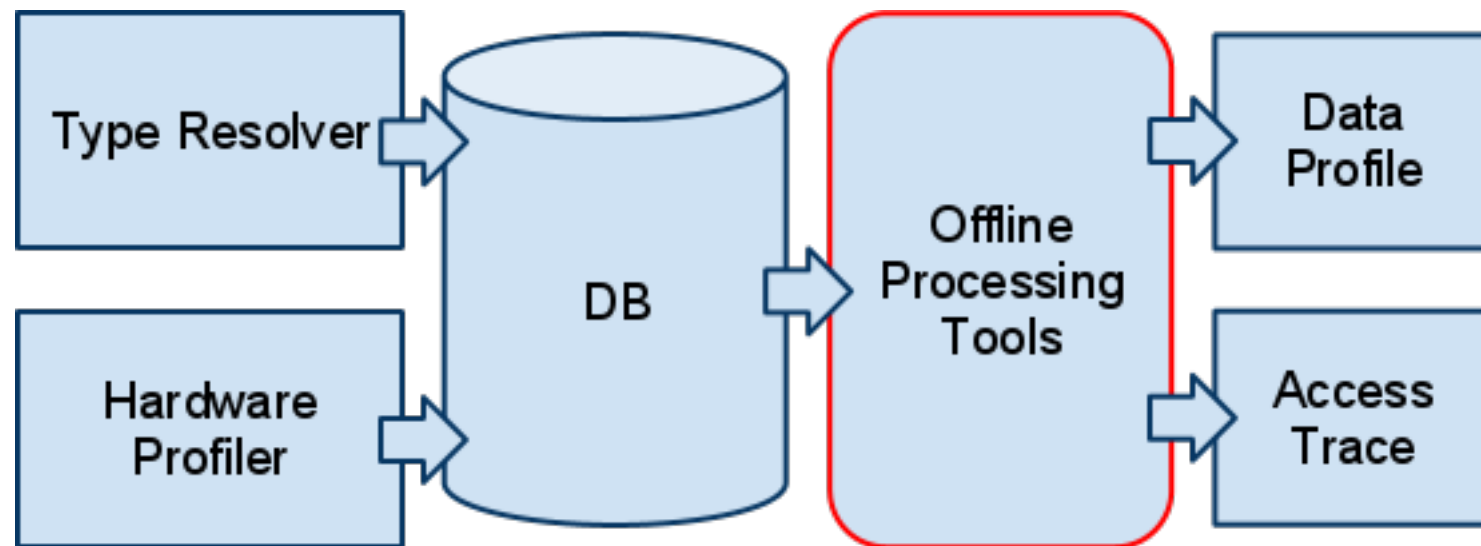 Type Resolver
Hardware
Profiler
DB
Offline
Processing
Tools
Data
Profile
Access
Trace